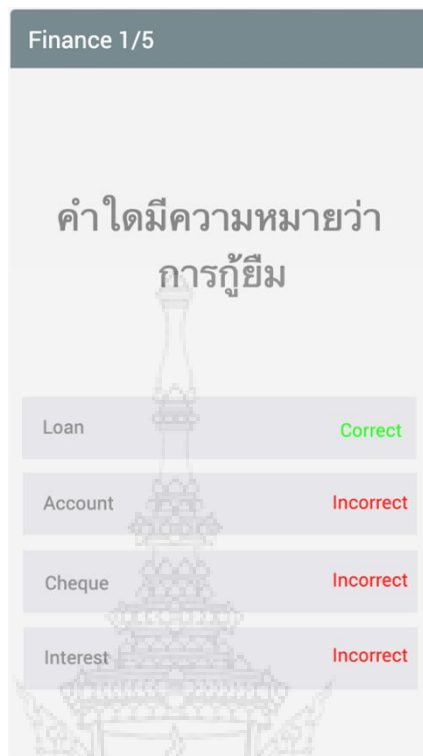 Finance 1/5
คำใดมีความหมายว่า
การกู้ยืม
Loan Correct
Account Incorrect
Cheque Incorrect
Interest Incorrect